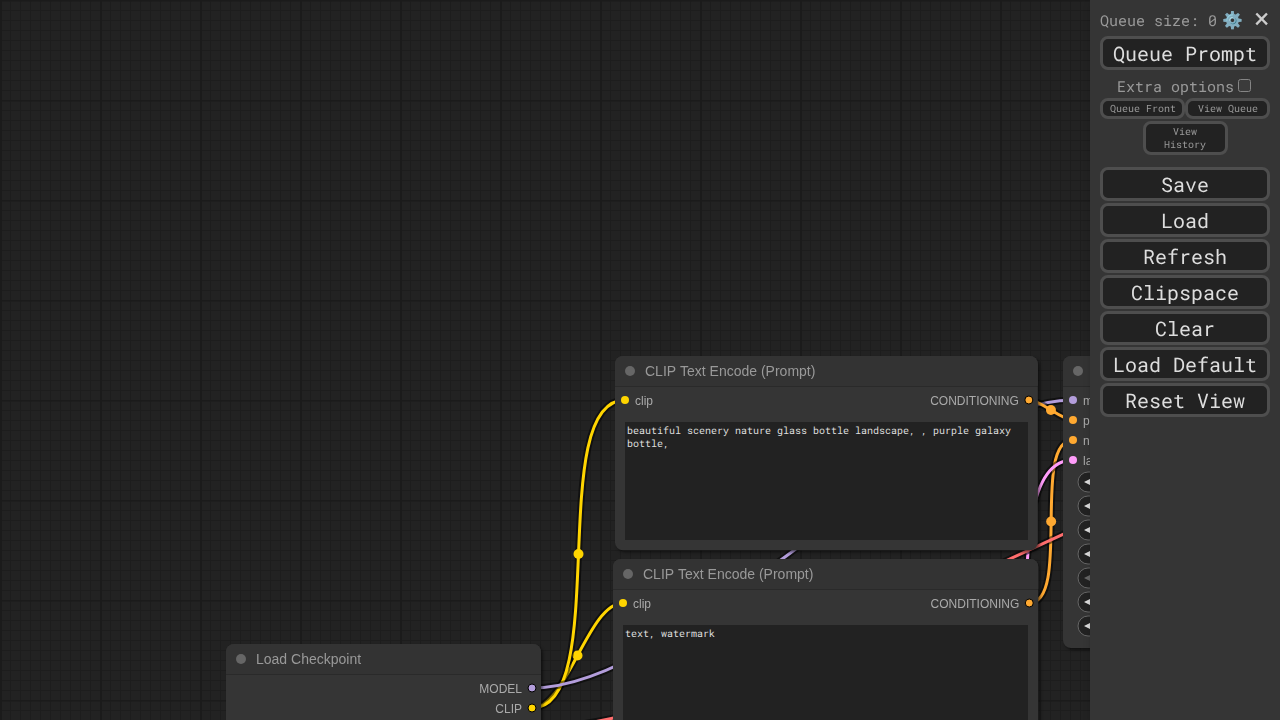 Queue size: 0
Queue Prompt
Extra options
Queue Front
View Queue
View
History
Save
Load
Refresh
Clipspace
Clear
Load Default
Reset View
CLIP Text Encode (Prompt)
clip
CONDITIONING
beautiful scenery nature glass bottle landscape, , purple galaxy
bottle,
CLIP Text Encode (Prompt)
clip
CONDITIONING
text, watermark
Load Checkpoint
MODEL
CLIP